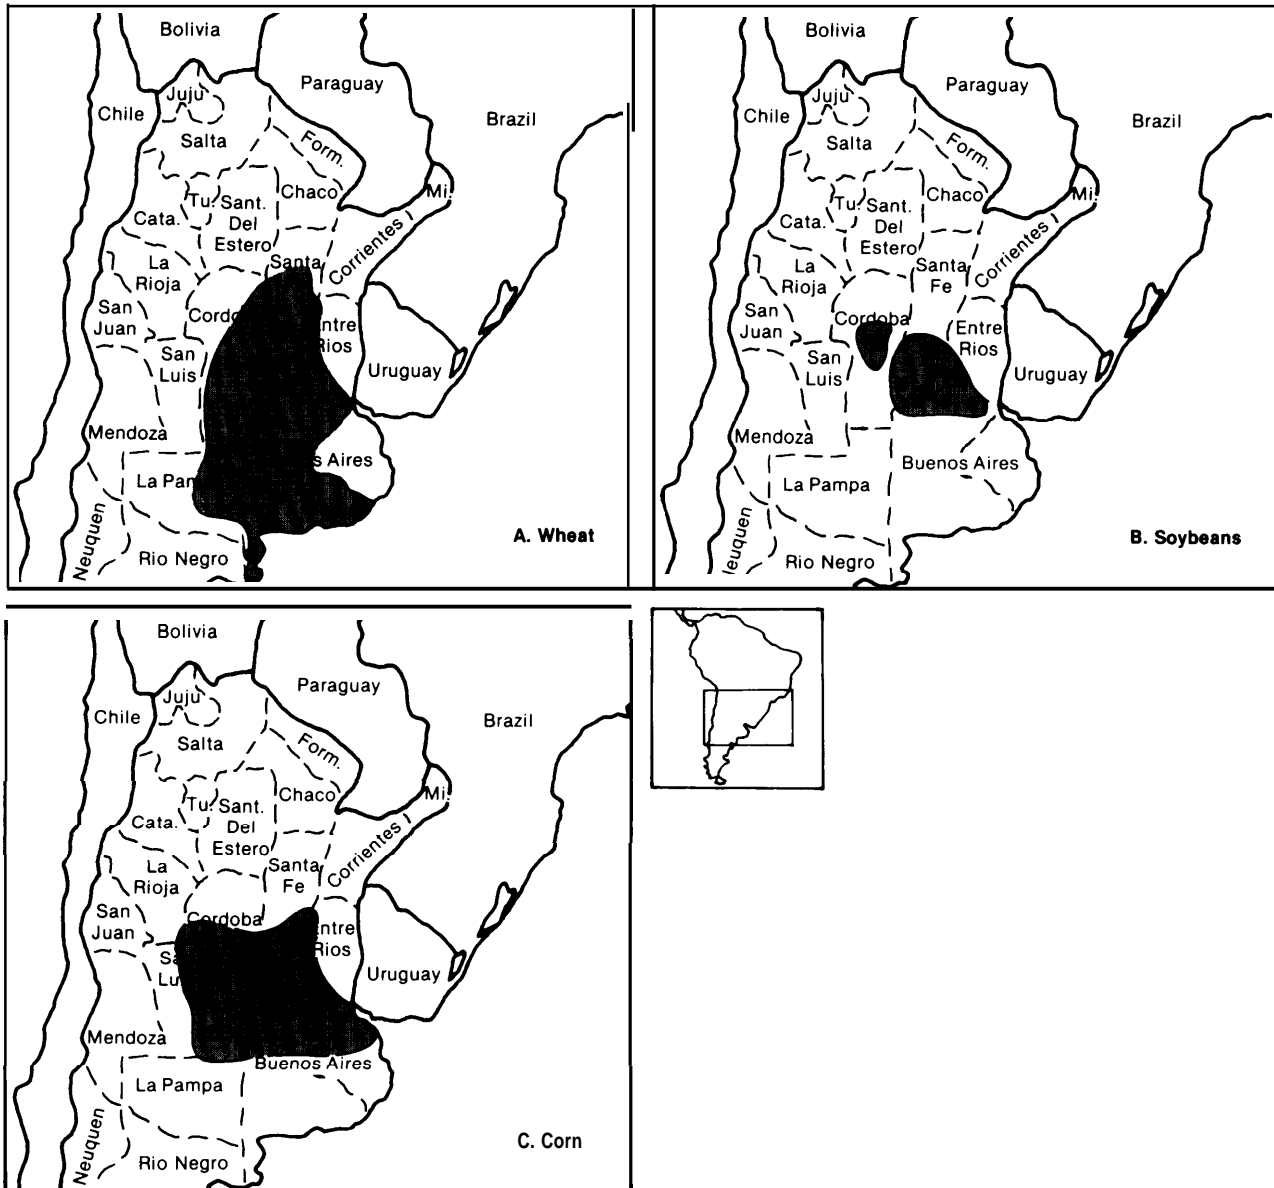 Bolivia
Paraguay
Juju
Chile
Brazil
Salta
Form.
Chaco
Mi.
Tu.
Sant.
Del
Estero
Cata.
Corrientes
La
Rioja
Santa
San
Juan
Cordo
Entre
Rios
San
Luis
Uruguay
Mendoza
s Aires
La Pam
Neuquen
Rio Negro
A. Wheat
Bolivia
Paraguay
Juju
Chile
Brazil
Salta
Form.
Chaco
Mi.
Tu.
Sant.
Del
Estero
Cata.
Corrientes
La
Rioja
Santa
Fe
San
Juan
Cordoba
Entre
Rios
San
Luis
Uruguay
Mendoza
Buenos Aires
La Pampa
leuquen
Rio Negro
B. Soybeans
Bolivia
Paraguay
Juju
Chile
Brazil
Salta
Form.
Chaco
Mi.
Tu.
Sant.
Del
Estero
Cata.
Corrientes
La
Rioja
Santa
Fe
San
Juan
Cordoba
Entre
Rios
Sa
Lu
Uruguay
Mendoza
Buenos Aires
La Pampa
Neuquen
Rio Negro
C. Corn